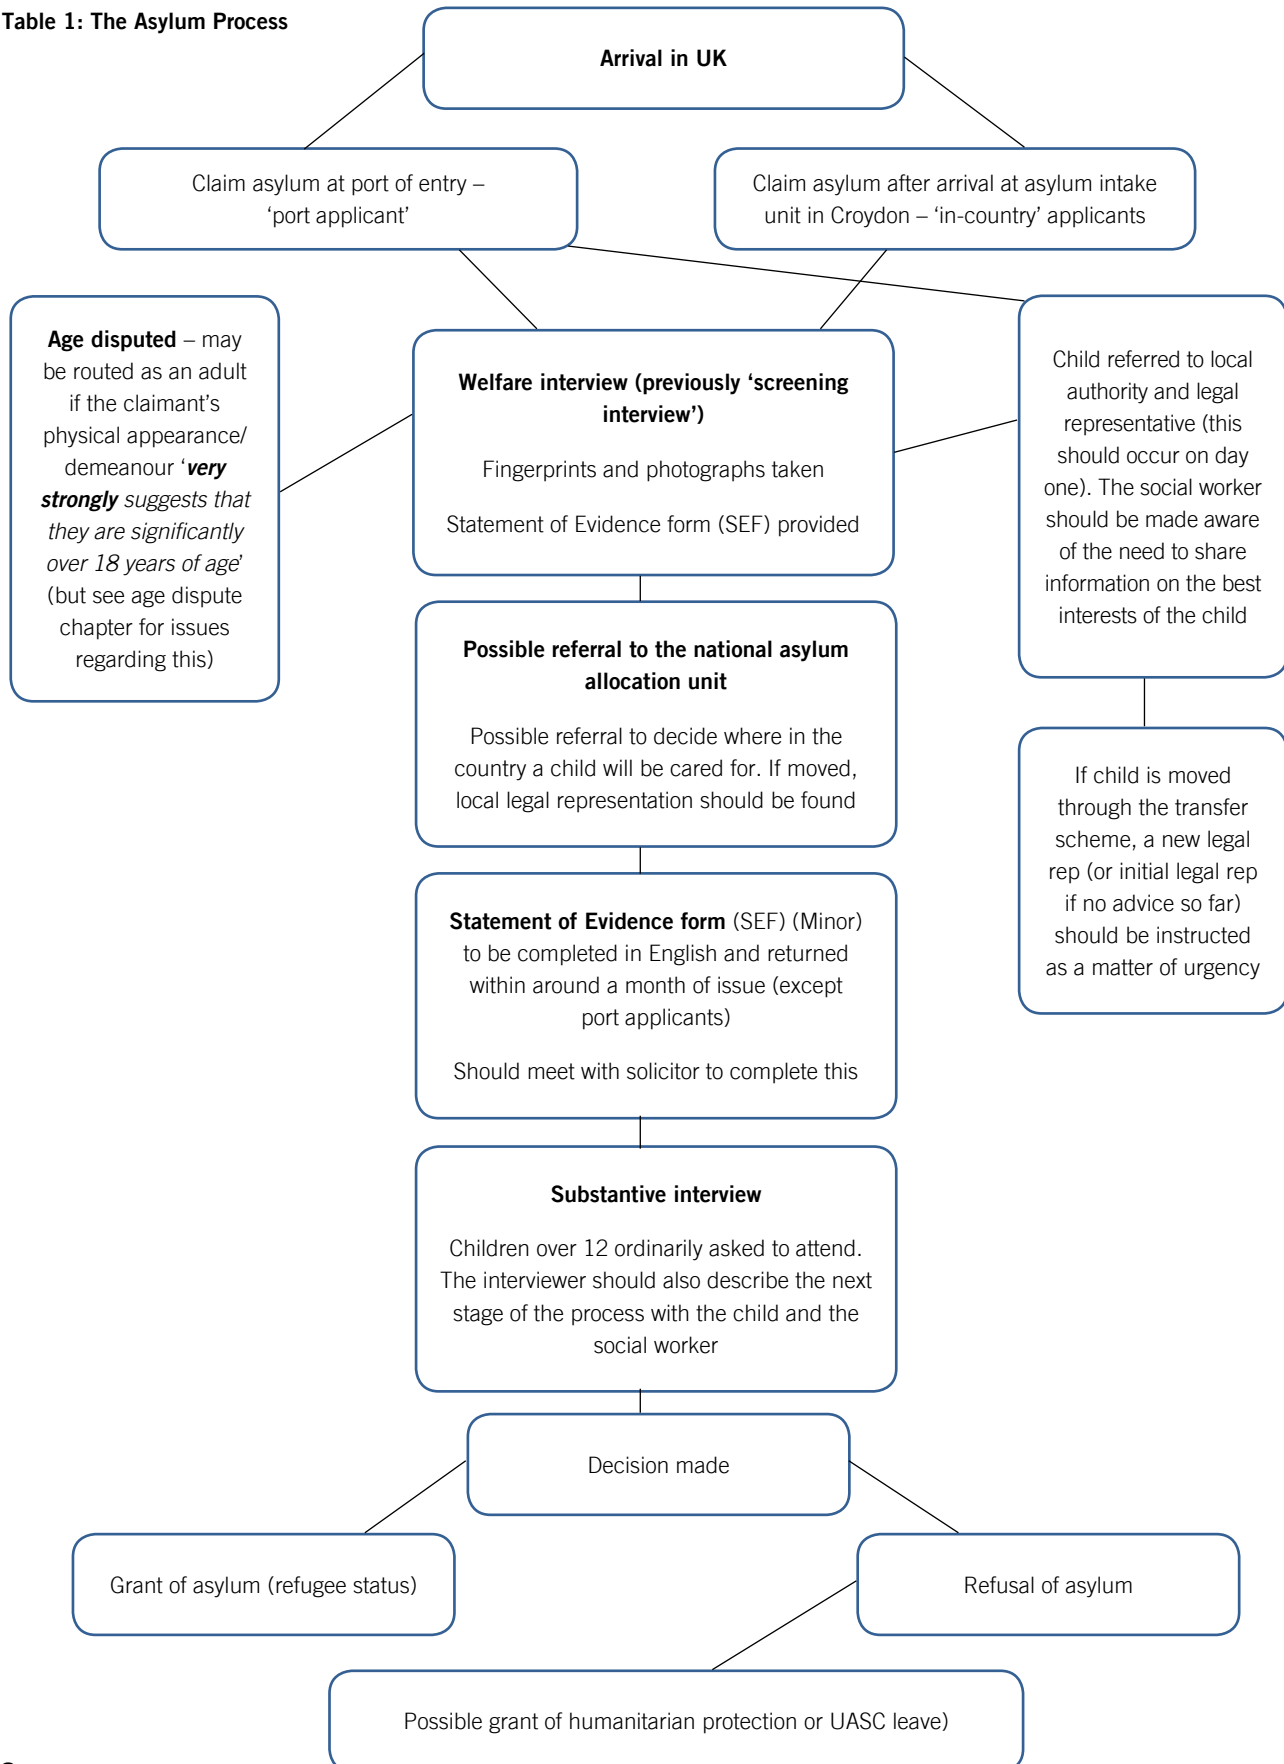 Table 1: The Asylum Process
Arrival in UK
Claim asylum at port of entry –
‘port applicant’
Claim asylum after arrival at asylum intake
unit in Croydon – ‘in-country’ applicants
Age disputed – may
be routed as an adult
if the claimant’s
physical appearance/
demeanour ‘very
strongly suggests that
they are significantly
over 18 years of age’
(but see age dispute
chapter for issues
regarding this)
Welfare interview (previously ‘screening
interview’)
Fingerprints and photographs taken
Statement of Evidence form (SEF) provided
Child referred to local
authority and legal
representative (this
should occur on day
one). The social worker
should be made aware
of the need to share
information on the best
interests of the child
Possible referral to the national asylum
allocation unit
Possible referral to decide where in the
country a child will be cared for. If moved,
local legal representation should be found
If child is moved
through the transfer
scheme, a new legal
rep (or initial legal rep
if no advice so far)
should be instructed
as a matter of urgency
Statement of Evidence form (SEF) (Minor)
to be completed in English and returned
within around a month of issue (except
port applicants)
Should meet with solicitor to complete this
Substantive interview
Children over 12 ordinarily asked to attend.
The interviewer should also describe the next
stage of the process with the child and the
social worker
Decision made
Grant of asylum (refugee status)
Refusal of asylum
Possible grant of humanitarian protection or UASC leave)